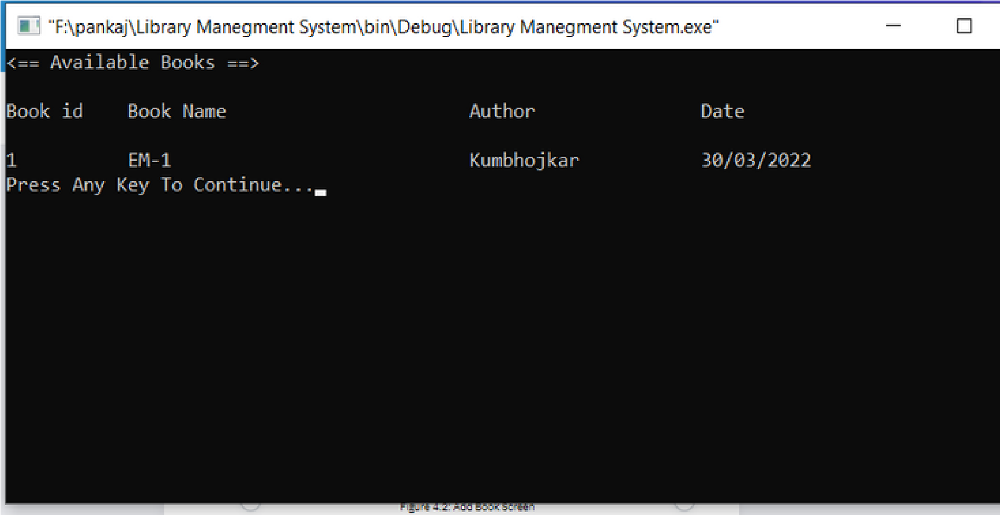 "F:\pankaj\Library Manegment System\bin\Debug\Library Manegment System.exe"
<== Available Books ==>
Book id Book Name Author Date
1 EM-1 Kumbhojkar 30/03/2022
Press Any Key To Continue...
Figure 4.2: Add Book Screen